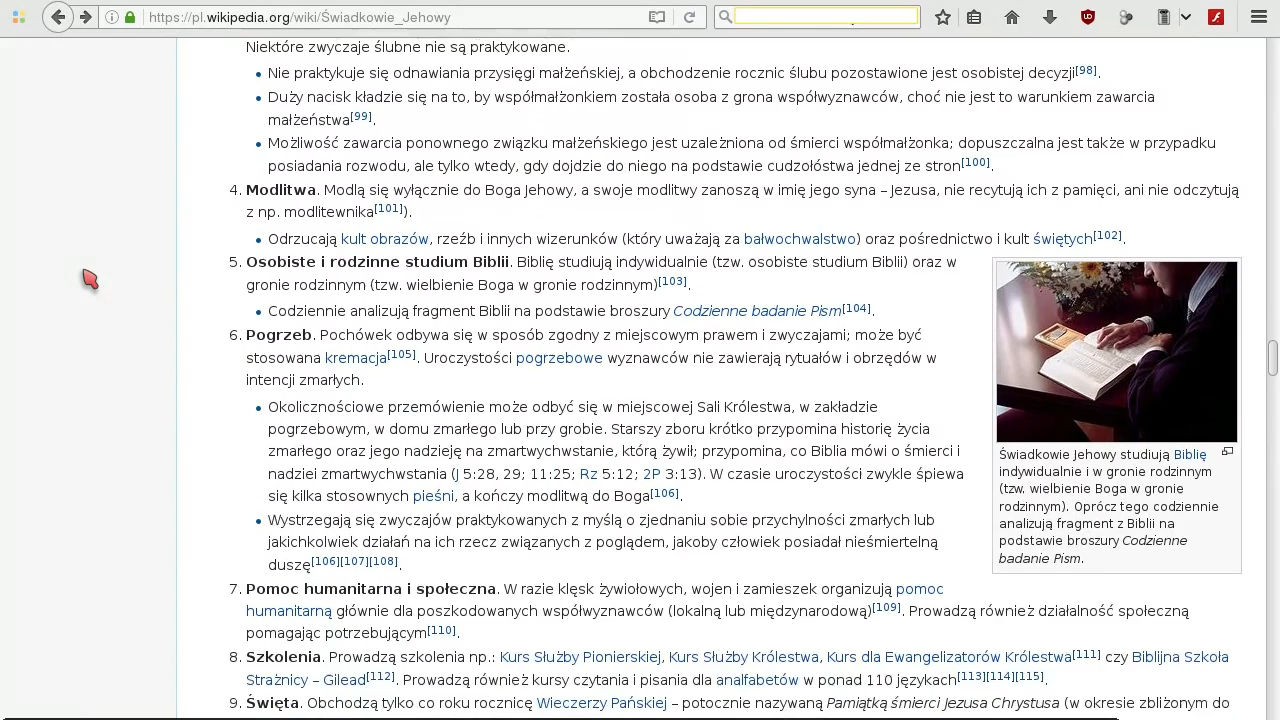 https://pl.wikipedia.org/wiki/Świadkowie_Jehowy
Niektóre zwyczaje ślubne nie są praktykowane.
Nie praktykuje się odnawiania przysięgi małżeńskiej, a obchodzenie rocznic ślubu pozostawione jest osobistej decyzji[98].
Duży nacisk kładzie się na to, by współmałżonkiem została osoba z grona współwyznawców, choć nie jest to warunkiem zawarcia
małżeństwa[99].
Możliwość zawarcia ponownego związku małżeńskiego jest uzależniona od śmierci współmałżonka; dopuszczalna jest także w przypadku
posiadania rozwodu, ale tylko wtedy, gdy dojdzie do niego na podstawie cudzołóstwa jednej ze stron[100].
4. Modlitwa. Modlą się wyłącznie do Boga Jehowy, a swoje modlitwy zanoszą w imię jego syna – Jezusa, nie recytują ich z pamięci, ani nie odczytują
z np. modlitewnika[101]).
Odrzucają kult obrazów, rzeźb i innych wizerunków (który uważają za bałwochwalstwo) oraz pośrednictwo i kult świętych[102].
5. Osobiste i rodzinne studium Biblii. Biblię studiują indywidualnie (tzw. osobiste studium Biblii) oraz w
gronie rodzinnym (tzw. wielbienie Boga w gronie rodzinnym)[103].
Codziennie analizują fragment Biblii na podstawie broszury Codzienne badanie Pism[104].
6. Pogrzeb. Pochówek odbywa się w sposób zgodny z miejscowym prawem i zwyczajami; może być
stosowana kremacja[105]. Uroczystości pogrzebowe wyznawców nie zawierają rytuałów i obrzędów w
intencji zmarłych.
Okolicznościowe przemówienie może odbyć się w miejscowej Sali Królestwa, w zakładzie
pogrzebowym, w domu zmarłego lub przy grobie. Starszy zboru krótko przypomina historię życia
zmarłego oraz jego nadzieję na zmartwychwstanie, którą żywił; przypomina, co Biblia mówi o śmierci i
nadziei zmartwychwstania (J 5:28, 29; 11:25; Rz 5:12; 2P 3:13). W czasie uroczystości zwykle śpiewa
się kilka stosownych pieśni, a kończy modlitwą do Boga[106].
Wystrzegają się zwyczajów praktykowanych z myślą o zjednaniu sobie przychylności zmarłych lub
jakichkolwiek działań na ich rzecz związanych z poglądem, jakoby człowiek posiadał nieśmiertelną
duszę[106][107][108].
Świadkowie Jehowy studiują Biblię
indywidualnie i w gronie rodzinnym
(tzw. wielbienie Boga w gronie
rodzinnym). Oprócz tego codziennie
analizują fragment z Biblii na
podstawie broszury Codzienne
badanie Pism.
7. Pomoc humanitarna i społeczna. W razie klęsk żywiołowych, wojen i zamieszek organizują pomoc
humanitarną głównie dla poszkodowanych współwyznawców (lokalną lub międzynarodową)[109]. Prowadzą również działalność społeczną
pomagając potrzebującym[110].
8. Szkolenia. Prowadzą szkolenia np.: Kurs Służby Pionierskiej, Kurs Służby Królestwa, Kurs dla Ewangelizatorów Królestwa[111] czy Biblijna Szkoła
Strażnicy – Gilead[112]. Prowadzą również kursy czytania i pisania dla analfabetów w ponad 110 językach[113][114][115].
9. Święta. Obchodzą tylko co roku rocznicę Wieczerzy Pańskiej – potocznie nazywaną Pamiątką śmierci Jezusa Chrystusa (w okresie zbliżonym do